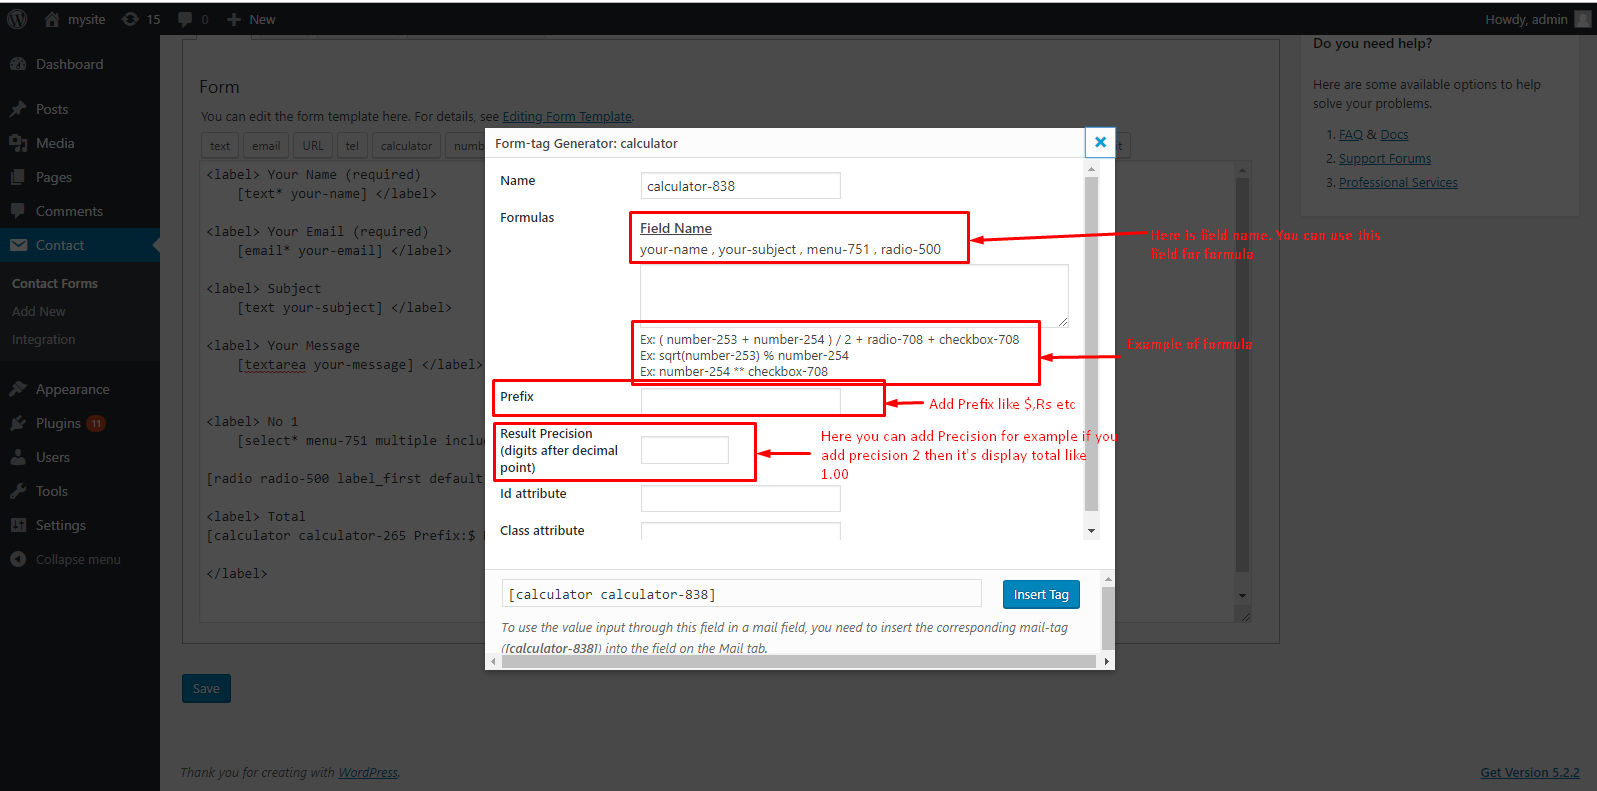 mysite 15 0 New Howdy, admin
Dashboard
Posts
Media
Pages
Comments
Contact
Contact Forms
Add New
Integration
Appearance
Plugins 11
Users
Tools
Settings
Collapse menu
Form
You can edit the form template here. For details, see Editing Form Template.
text email URL tel calculator
<label> Your Name (required)
[text* your-name] </label>
<label> Your Email (required)
[email* your-email] </label>
<label> Subject
[text your-subject] </label>
<label> Your Message
[textarea your-message] </label>
<label> No 1
[select* menu-751 multiple
[radio radio-500 label_first default
<label> Total
[calculator calculator-265 Prefix:$
</label>
Save
Thank you for creating with WordPress.
Form-tag Generator: calculator
Name
calculator-838
Formulas
Field Name
your-name , your-subject , menu-751 , radio-500
Ex: ( number-253 + number-254 ) / 2 + radio-708 + checkbox-708
Ex: sqrt(number-253) % number-254
Ex: number-254 ** checkbox-708
Prefix
Result Precision
(digits after decimal
point)
Id attribute
Class attribute
[calculator calculator-838]
Insert Tag
To use the value input through this field in a mail field, you need to insert the corresponding mail-tag
([calculator-838]) into the field on the Mail tab.
Here is field name. You can use this
field for formula
Example of formula
Add Prefix like $,Rs etc
Here you can add Precision for example if you
add precision 2 then it's display total like
1.00
Do you need help?
Here are some available options to help
solve your problems.
1. FAQ & Docs
2. Support Forums
3. Professional Services
Get Version 5.2.2